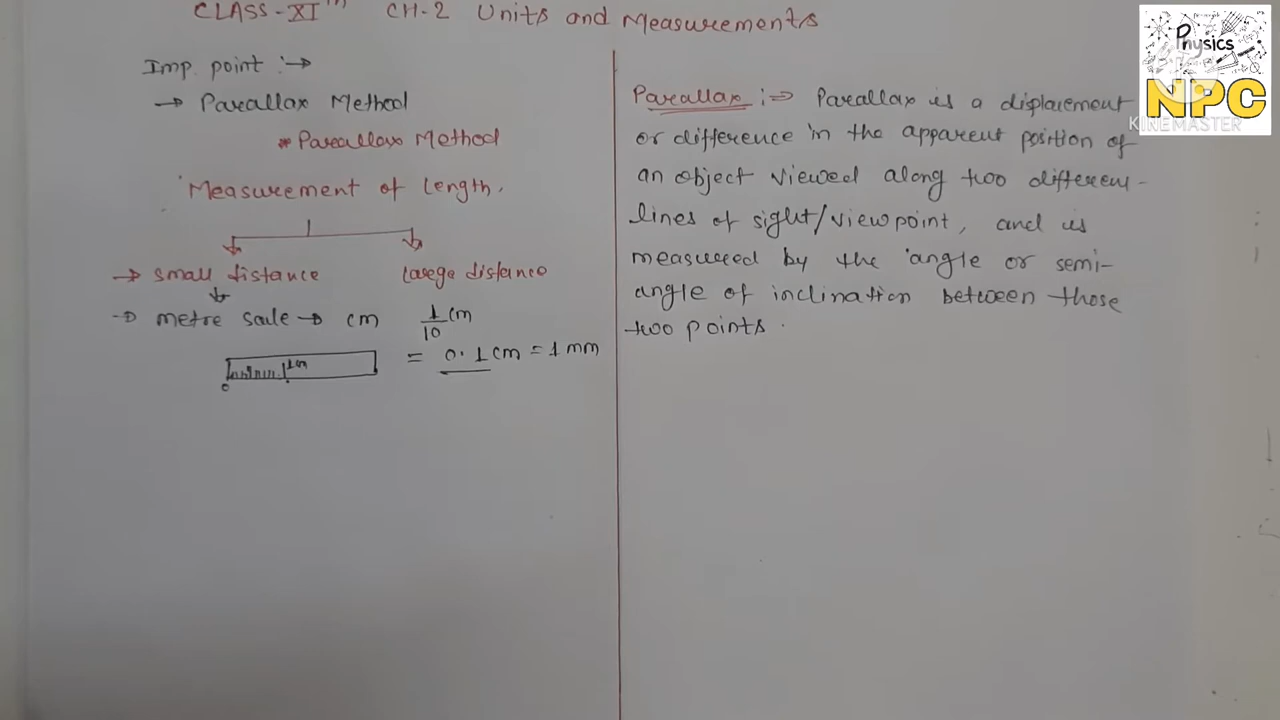 CLASS-XIth CH-2 Units and Measurements
Imp. point :→
→ Parallax Method
* Parallax Method
Measurement of Length.
→ small distance
Large distance
→ metre scale → cm
1/10 cm
= 0.1 cm = 1 mm
1cm
0
Parallax :⇒ Parallax is a displacement
or difference in the apparent position of
an object viewed along two different
lines of sight/viewpoint, and is
measured by the angle or semi-
angle of inclination between those
two points.
Physics
NPC
KINEMASTER